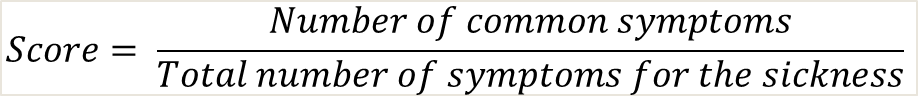 Score = Number of common symptoms
Total number of symptoms for the sickness